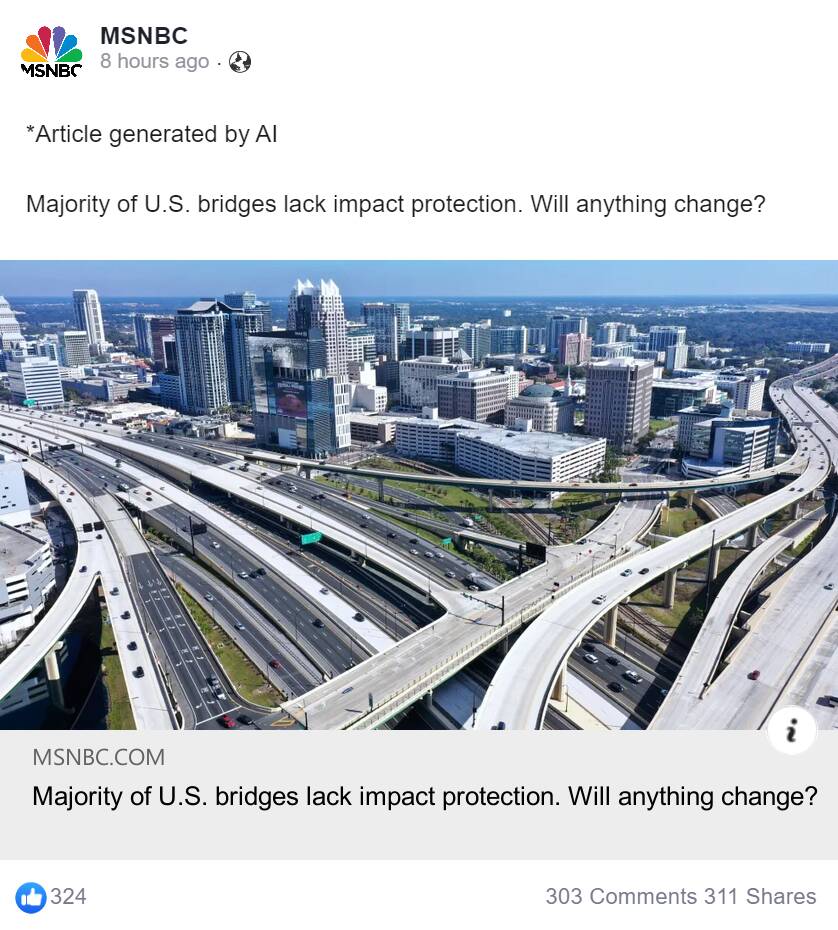 MSNBC
MSNBC
8 hours ago ·
*Article generated by AI
Majority of U.S. bridges lack impact protection. Will anything change?
i
MSNBC.COM
Majority of U.S. bridges lack impact protection. Will anything change?
324
303 Comments 311 Shares